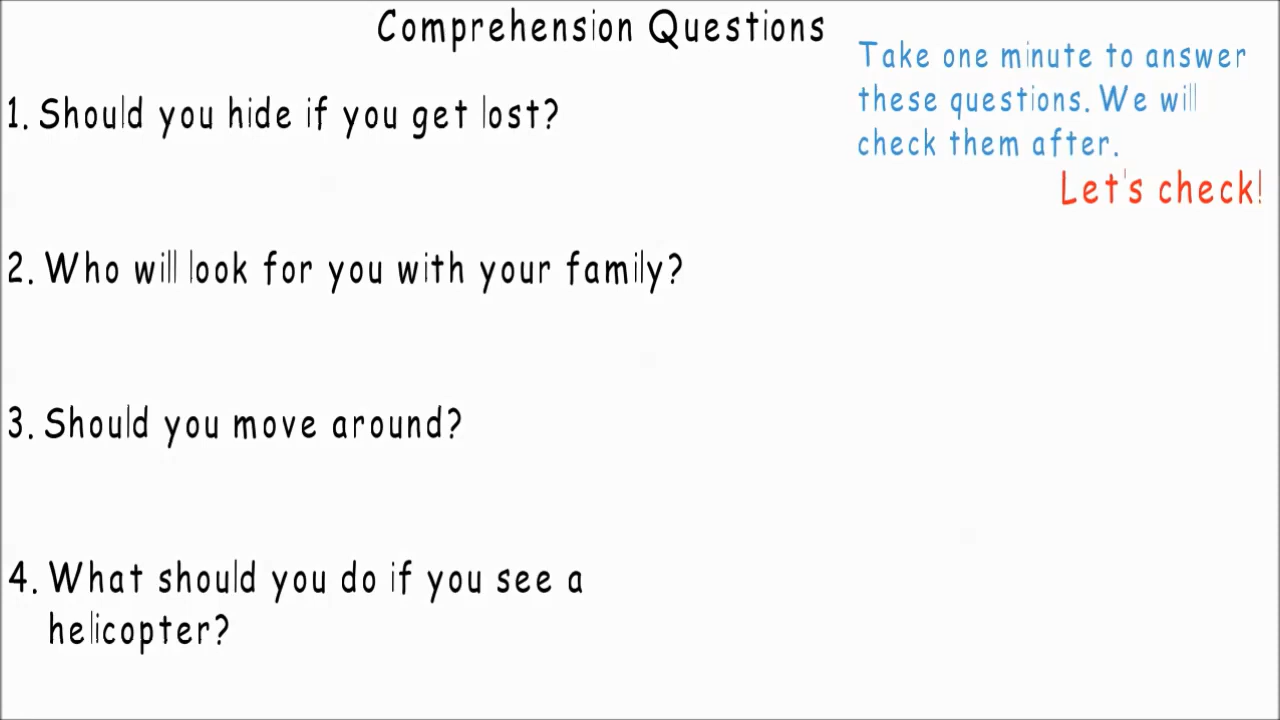 Comprehension Questions
Take one minute to answer
these questions. We will
check them after.
Let's check!
1. Should you hide if you get lost?
2. Who will look for you with your family?
3. Should you move around?
4. What should you do if you see a
helicopter?